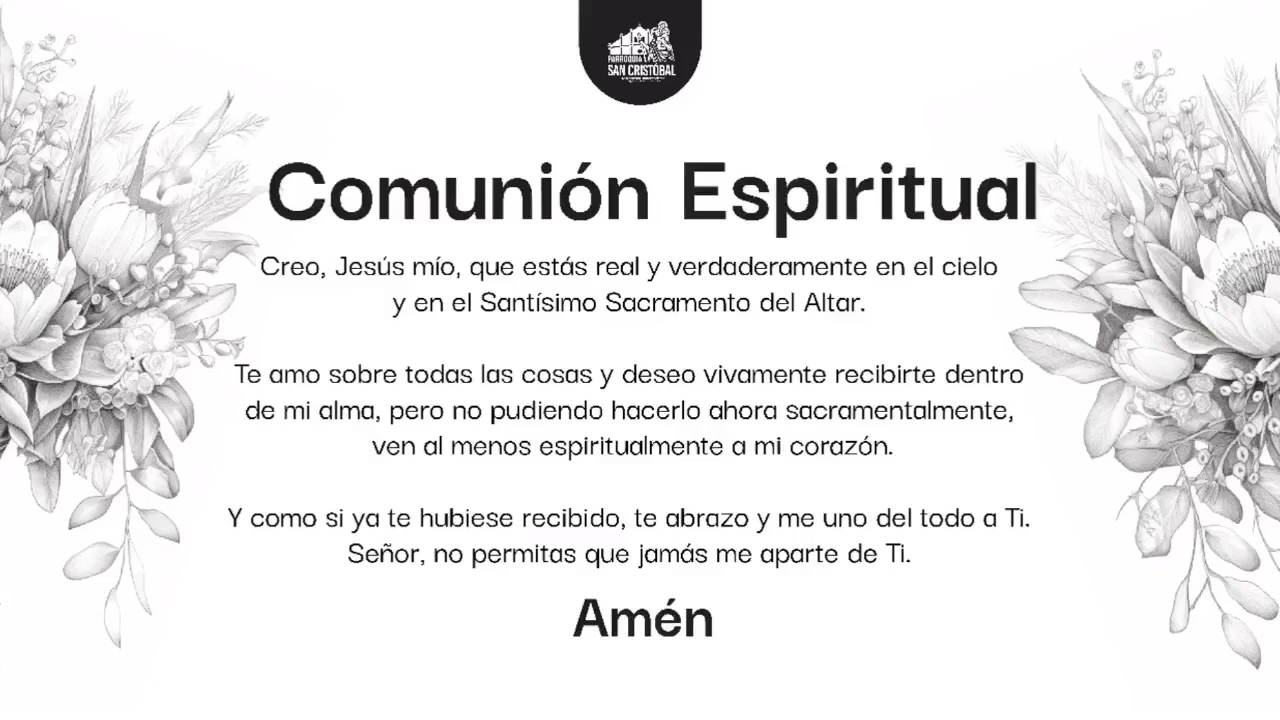 PARROQUIA
SAN CRISTÓBAL
Comunión Espiritual
Creo, Jesús mío, que estás real y verdaderamente en el cielo
y en el Santísimo Sacramento del Altar.
Te amo sobre todas las cosas y deseo vivamente recibirte dentro
de mi alma, pero no pudiendo hacerlo ahora sacramentalmente,
ven al menos espiritualmente a mi corazón.
Y como si ya te hubiese recibido, te abrazo y me uno del todo a Ti.
Señor, no permitas que jamás me aparte de Ti.
Amén